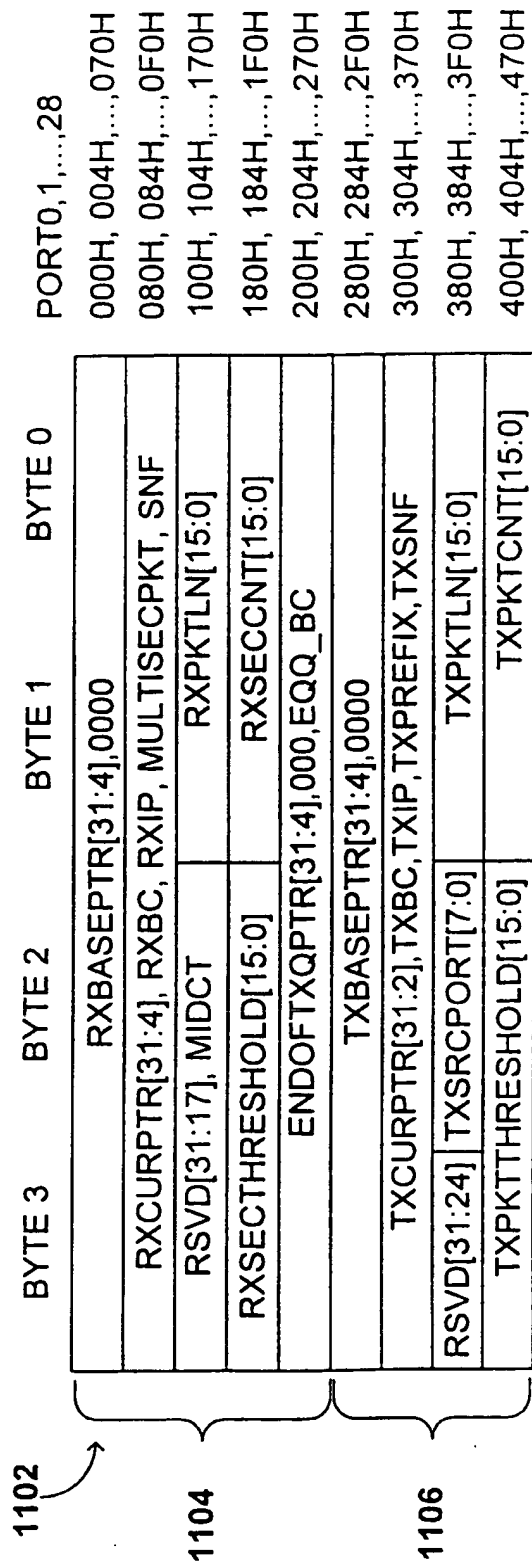 1102
BYTE 3 BYTE 2 BYTE 1 BYTE 0 PORT0,1,...,28
RXBASEPTR[31:4],0000 000H, 004H,...,070H
RXCURPTR[31:4], RXBC, RXIP, MULTISECPKT, SNF 080H, 084H,...,0F0H
RSVD[31:17], MIDCT RXPKTLN[15:0] 100H, 104H,...,170H
1104
RXSECTHRESHOLD[15:0] RXSECCNT[15:0] 180H, 184H,...,1F0H
ENDOFTXQPTR[31:4],000,EQQ_BC 200H, 204H,...,270H
TXBASEPTR[31:4],0000 280H, 284H,...,2F0H
TXCURPTR[31:2],TXBC,TXIP,TXPREFIX,TXSNF 300H, 304H,...,370H
1106
RSVD[31:24] TXSRCPORT[7:0] TXPKTLN[15:0] 380H, 384H,...,3F0H
TXPKTTHRESHOLD[15:0] TXPKTCNT[15:0] 400H, 404H,...,470H